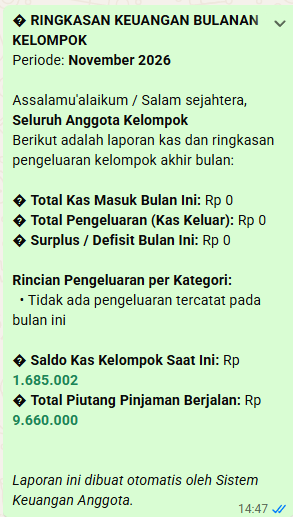 � RINGKASAN KEUANGAN BULANAN
KELOMPOK
Periode: November 2026
Assalamu'alaikum / Salam sejahtera,
Seluruh Anggota Kelompok
Berikut adalah laporan kas dan ringkasan
pengeluaran kelompok akhir bulan:
� Total Kas Masuk Bulan Ini: Rp 0
� Total Pengeluaran (Kas Keluar): Rp 0
� Surplus / Defisit Bulan Ini: Rp 0
Rincian Pengeluaran per Kategori:
• Tidak ada pengeluaran tercatat pada
bulan ini
� Saldo Kas Kelompok Saat Ini: Rp
1.685.002
� Total Piutang Pinjaman Berjalan: Rp
9.660.000
Laporan ini dibuat otomatis oleh Sistem
Keuangan Anggota.
14:47